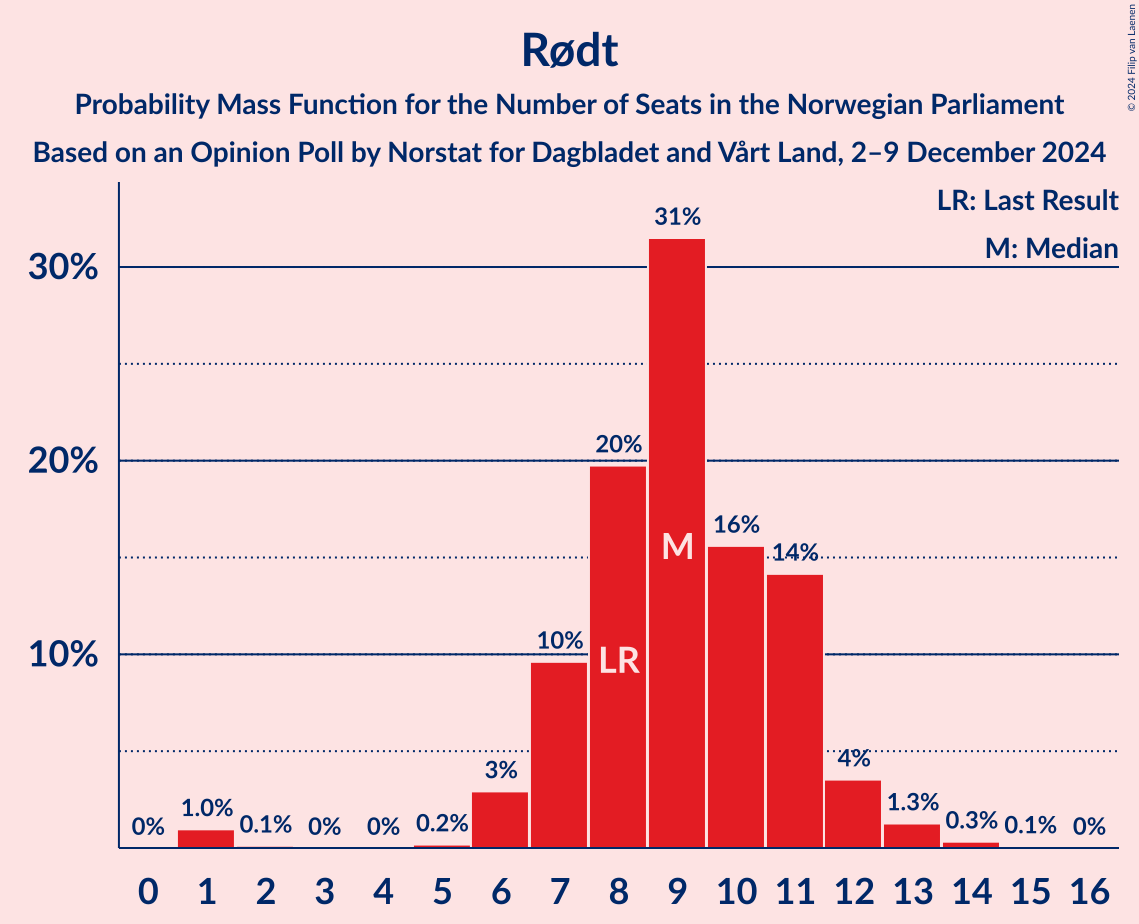 Rødt
Probability Mass Function for the Number of Seats in the Norwegian Parliament
Based on an Opinion Poll by Norstat for Dagbladet and Vårt Land, 2–9 December 2024
© 2024 Filip van Laenen
LR: Last Result
M: Median
30%
20%
10%
0%
1.0%
0.1%
0%
0%
0.2%
3%
10%
20%
31%
16%
14%
4%
1.3%
0.3%
0.1%
0%
LR
M
0 1 2 3 4 5 6 7 8 9 10 11 12 13 14 15 16